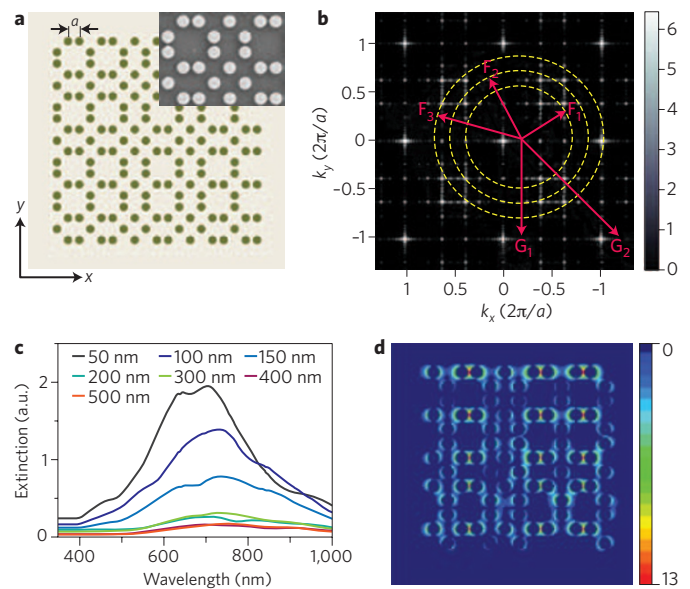 a
a
y
x
b
1
0.5
0
-0.5
-1
k_y (2π/a)
1 0.5 0 -0.5 -1
k_x (2π/a)
F₂
F₁
F₃
G₁
G₂
6
5
4
3
2
1
0
c
50 nm 100 nm 150 nm
200 nm 300 nm 400 nm
500 nm
2
1
0
Extinction (a.u.)
400 600 800 1,000
Wavelength (nm)
d
0
13